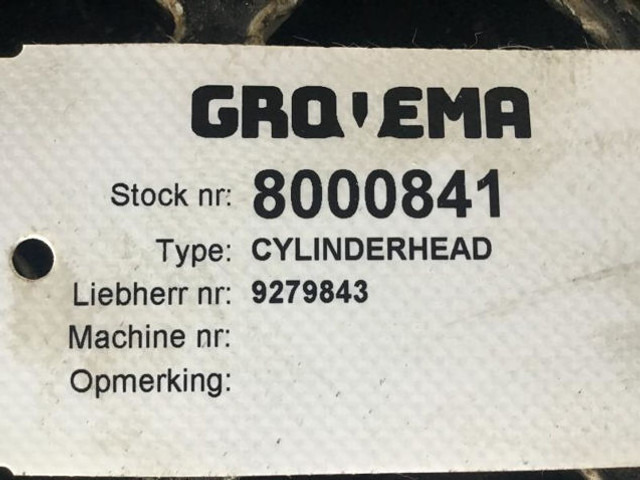 GROVEMA
Stock nr: 8000841
Type: CYLINDERHEAD
Liebherr nr: 9279843
Machine nr:
Opmerking: